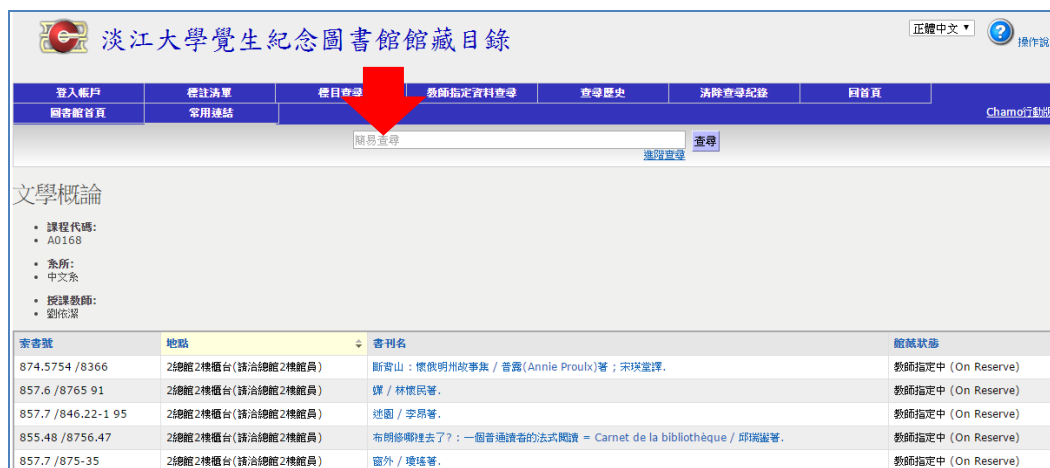 淡江大學覺生紀念圖書館館藏目錄
正體中文 ▼
操作說
登入帳戶 標註清單 標目查尋 教師指定資料查尋 查尋歷史 清除查尋紀錄 回首頁
圖書館首頁 常用連結 Chamo行動版
簡易查尋 查尋
進階查尋
文學概論
• 課程代碼:
• A0168
• 系所:
• 中文系
• 授課教師:
• 劉依潔
索書號 地點 書刊名 館藏狀態
874.5754 /8366 2總館2樓櫃台(請洽總館2樓館員) 斷背山 : 懷俄明州故事集 / 普露(Annie Proulx)著 ; 宋瑛堂譯. 教師指定中 (On Reserve)
857.6 /8765 91 2總館2樓櫃台(請洽總館2樓館員) 蟬 / 林懷民著. 教師指定中 (On Reserve)
857.7 /846.22-1 95 2總館2樓櫃台(請洽總館2樓館員) 迷園 / 李昂著. 教師指定中 (On Reserve)
855.48 /8756.47 2總館2樓櫃台(請洽總館2樓館員) 布朗修哪裡去了? : 一個普通讀者的法式閱讀 = Carnet de la bibliothèque / 邱瑞鑾著. 教師指定中 (On Reserve)
857.7 /875-35 2總館2樓櫃台(請洽總館2樓館員) 窗外 / 瓊瑤著. 教師指定中 (On Reserve)